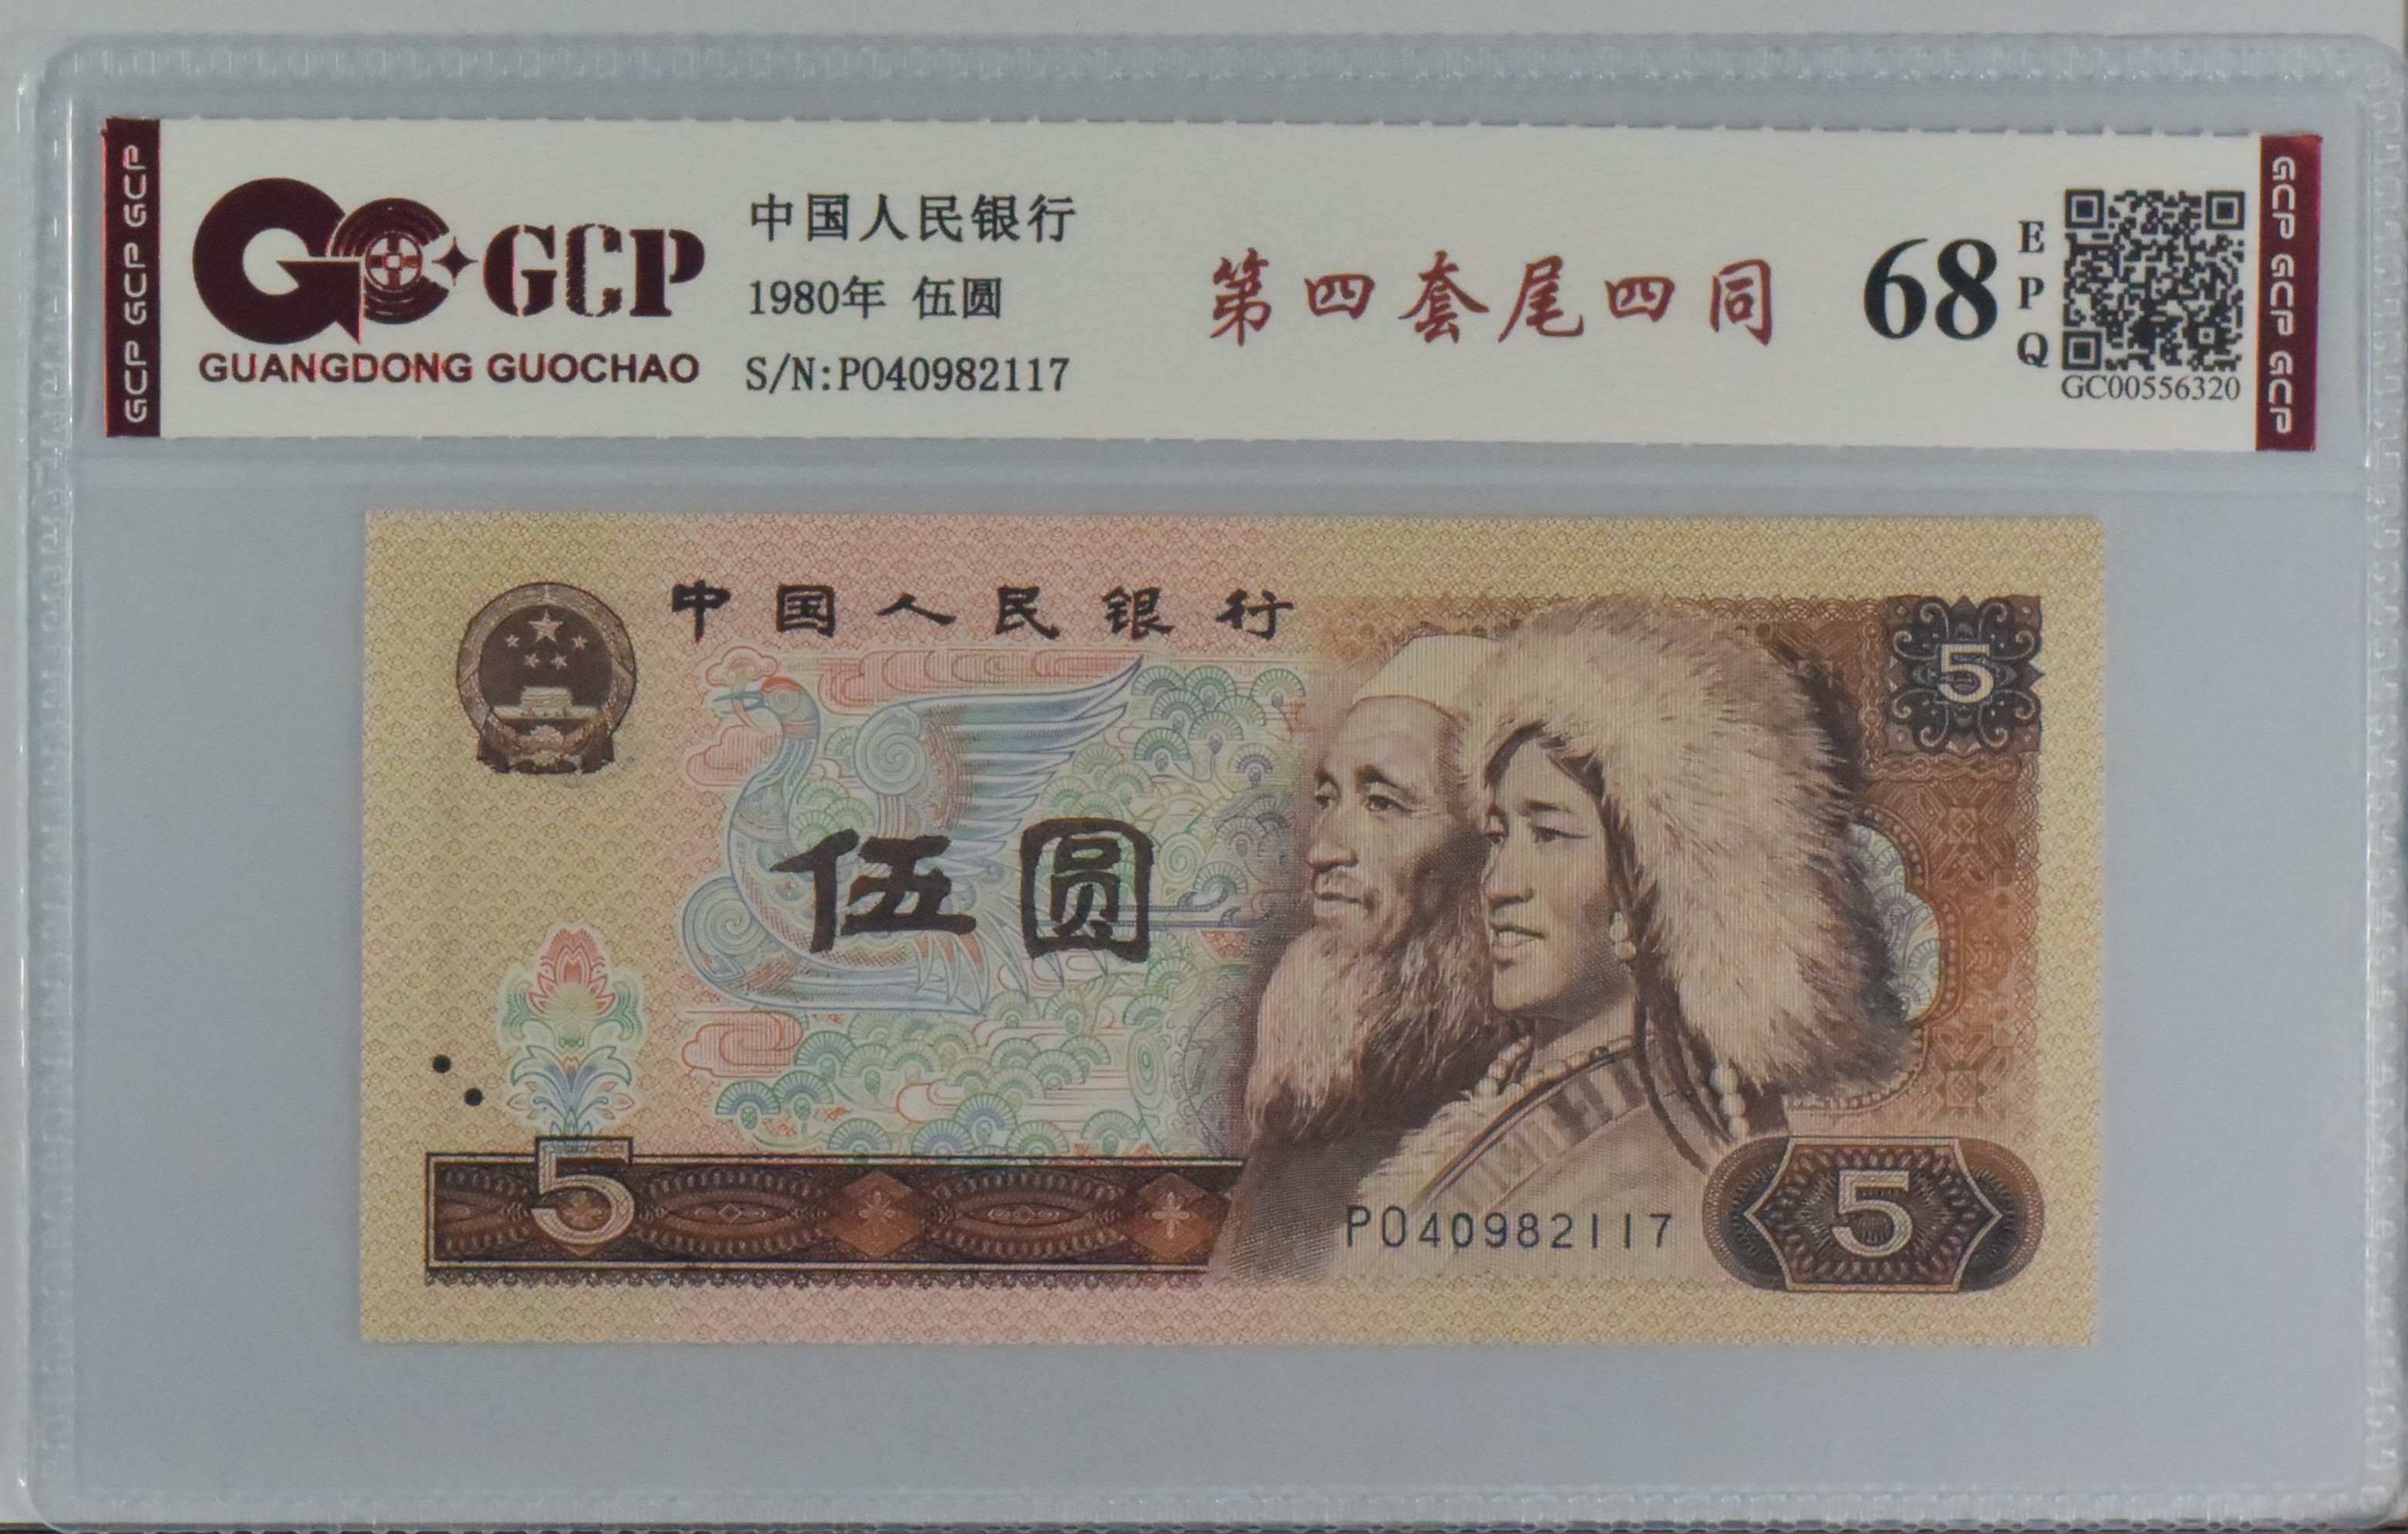 GCP GCP GCP
GCP
GUANGDONG GUOCHAO
中国人民银行
1980年 伍圆
S/N:PO40982117
第四套尾四同
68
E
P
Q
GC00556320
GCP GCP GCP
中国人民银行
5
伍圆
5
PO40982117
5